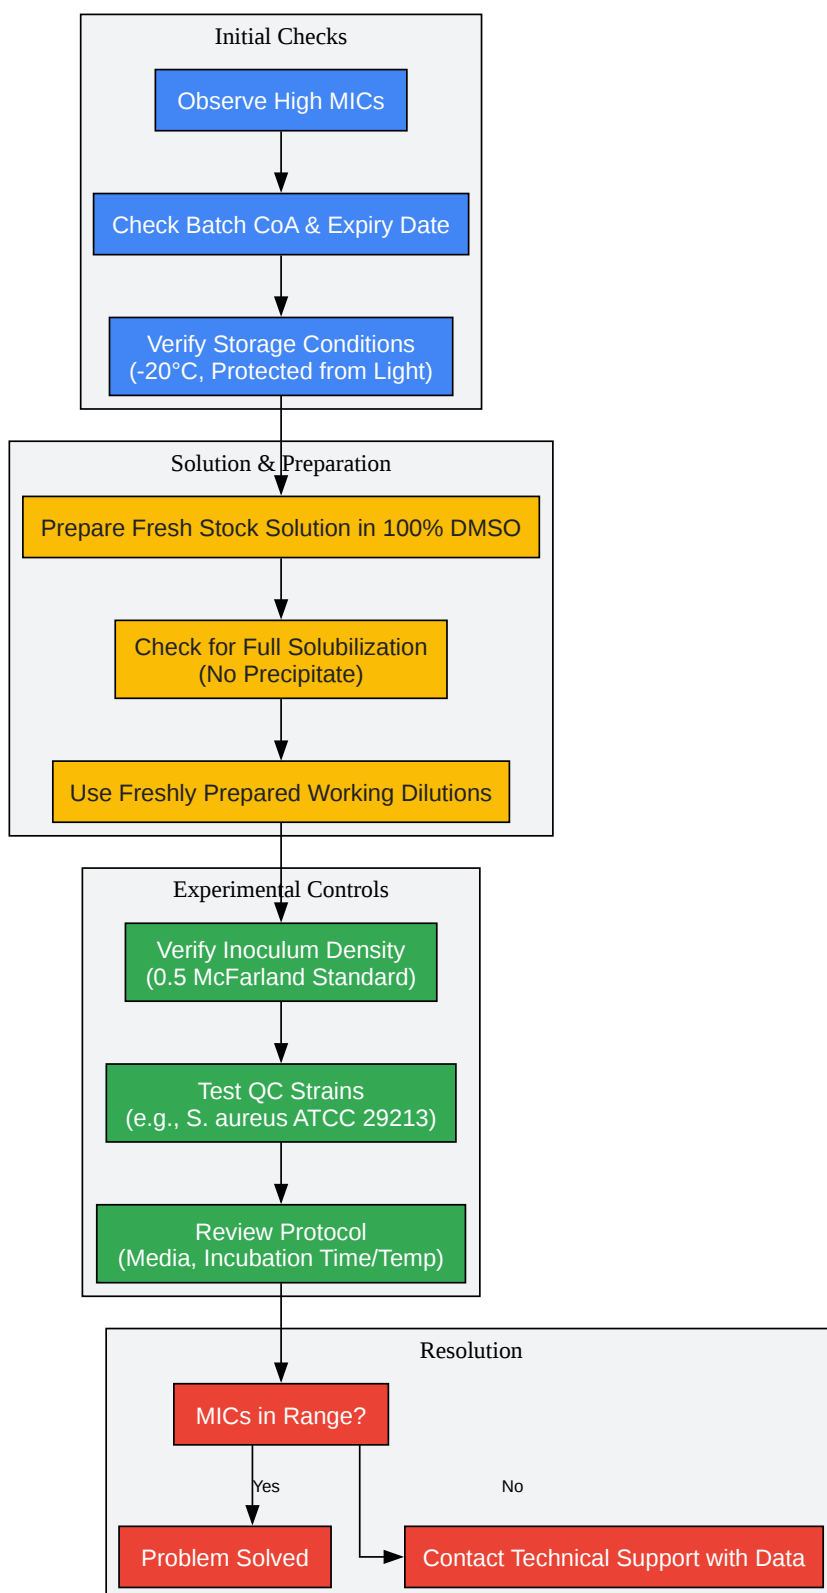 Initial Checks
Observe High MICs
Check Batch CoA & Expiry Date
Verify Storage Conditions
(-20°C, Protected from Light)
Solution & Preparation
Prepare Fresh Stock Solution in 100% DMSO
Check for Full Solubilization
(No Precipitate)
Use Freshly Prepared Working Dilutions
Experimental Controls
Verify Inoculum Density
(0.5 McFarland Standard)
Test QC Strains
(e.g., S. aureus ATCC 29213)
Review Protocol
(Media, Incubation Time/Temp)
Resolution
MICs in Range?
Yes
No
Problem Solved
Contact Technical Support with Data